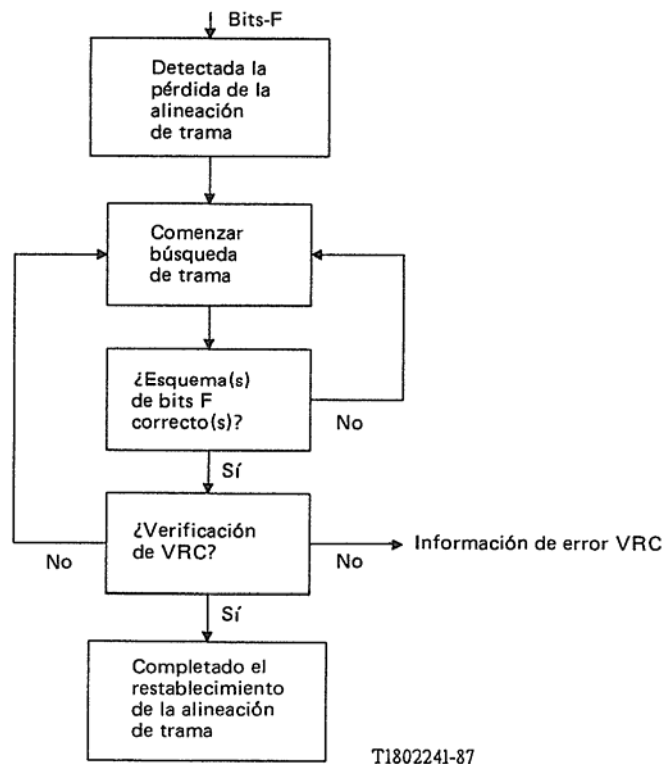 Bits-F
Detectada la
pérdida de la
alineación
de trama
Comenzar
búsqueda
de trama
¿Esquema(s)
de bits F
correcto(s)?
No
Sí
¿Verificación
de VRC?
No
No
Información de error VRC
Sí
Completado el
restablecimiento
de la alineación
de trama
T1802241-87